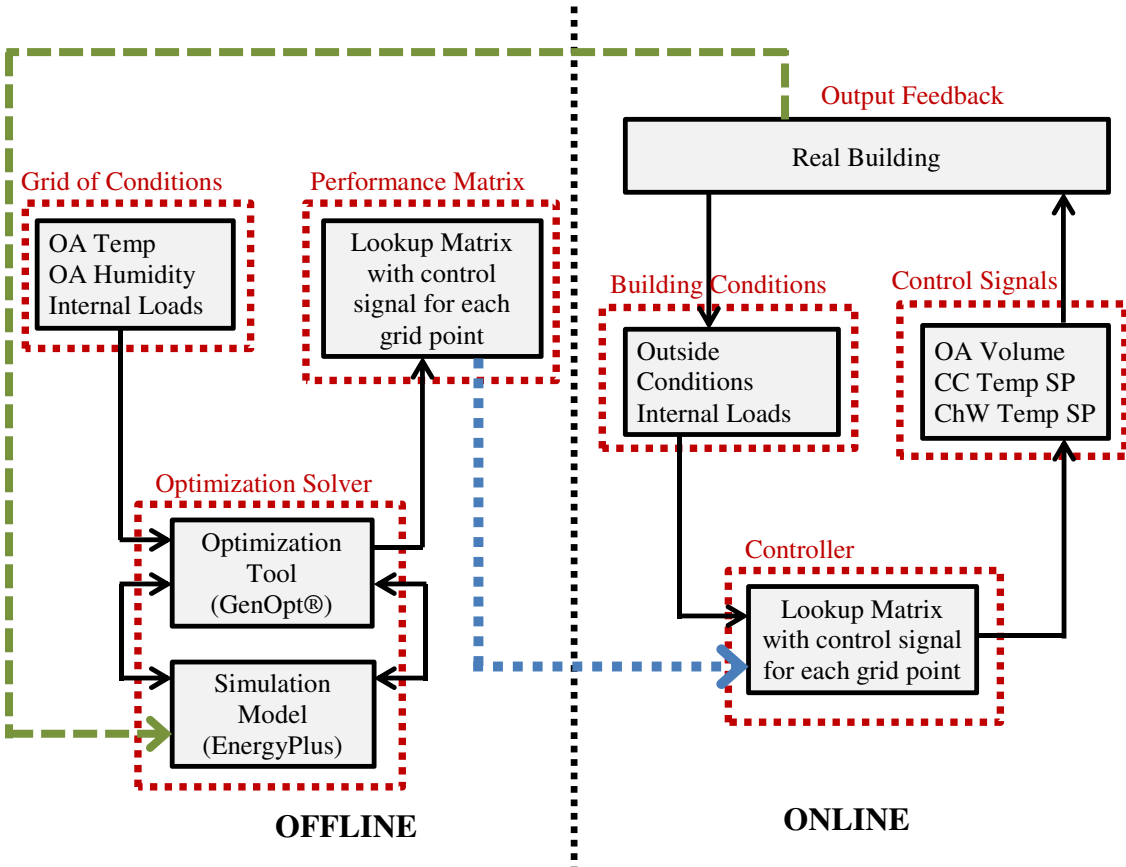 Output Feedback
Real Building
Grid of Conditions
OA Temp
OA Humidity
Internal Loads
Performance Matrix
Lookup Matrix
with control
signal for each
grid point
Building Conditions
Outside
Conditions
Internal Loads
Control Signals
OA Volume
CC Temp SP
ChW Temp SP
Optimization Solver
Optimization
Tool
(GenOpt®)
Simulation
Model
(EnergyPlus)
Controller
Lookup Matrix
with control signal
for each grid point
OFFLINE
ONLINE